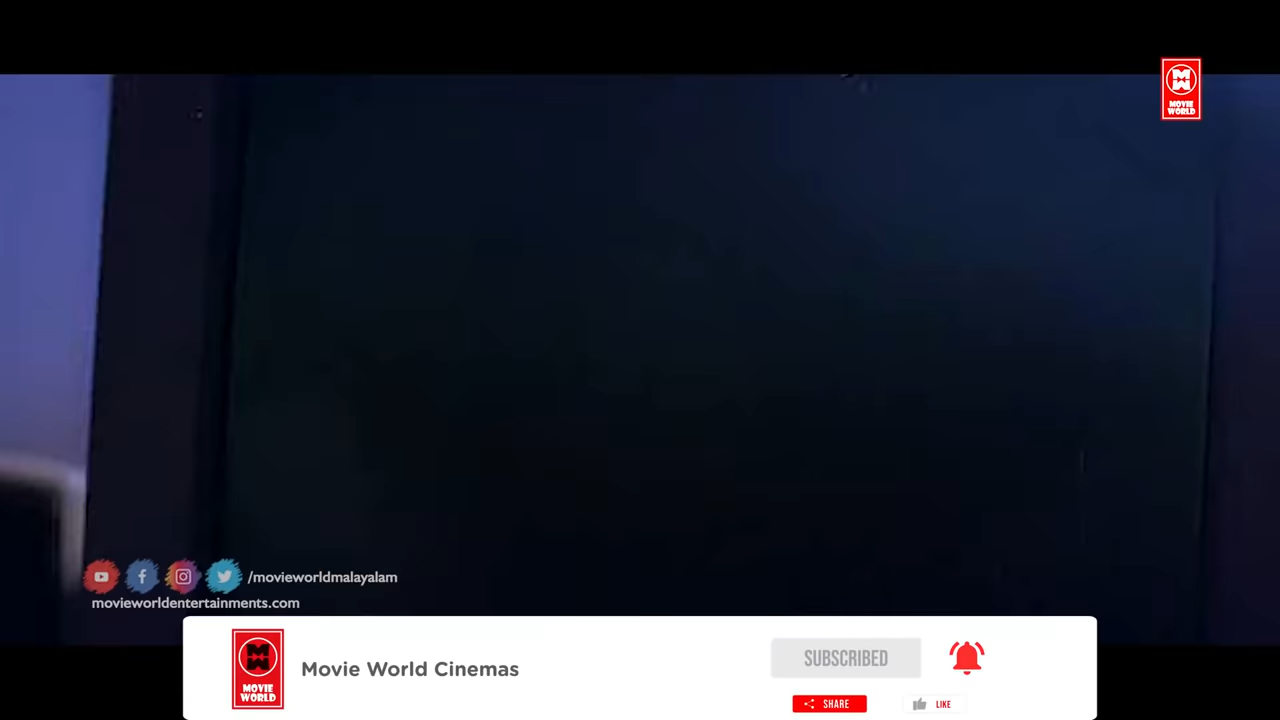 MOVIE
WORLD
/movieworldmalayalam
movieworldentertainments.com
MOVIE
WORLD
Movie World Cinemas
SUBSCRIBED
SHARE
LIKE